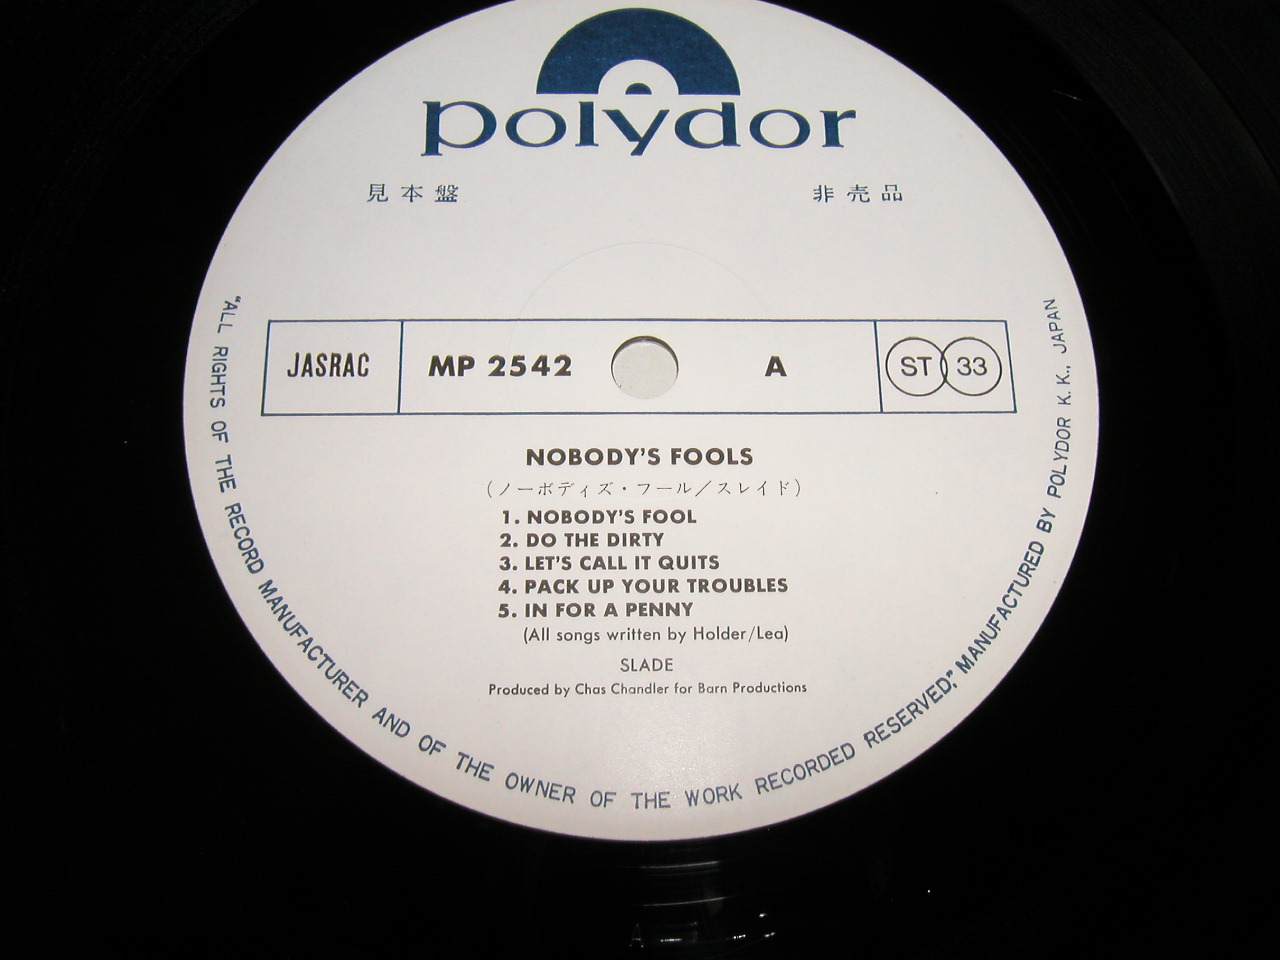 polydor
見本盤 非売品
JASRAC MP 2542 A ST 33
NOBODY'S FOOLS
(ノーボディズ・フール/スレイド)
1. NOBODY'S FOOL
2. DO THE DIRTY
3. LET'S CALL IT QUITS
4. PACK UP YOUR TROUBLES
5. IN FOR A PENNY
(All songs written by Holder/Lea)
SLADE
Produced by Chas Chandler for Barn Productions
"ALL RIGHTS OF THE RECORD MANUFACTURER AND OF THE OWNER OF THE WORK RECORDED RESERVED." MANUFACTURED BY POLYDOR K.K., JAPAN